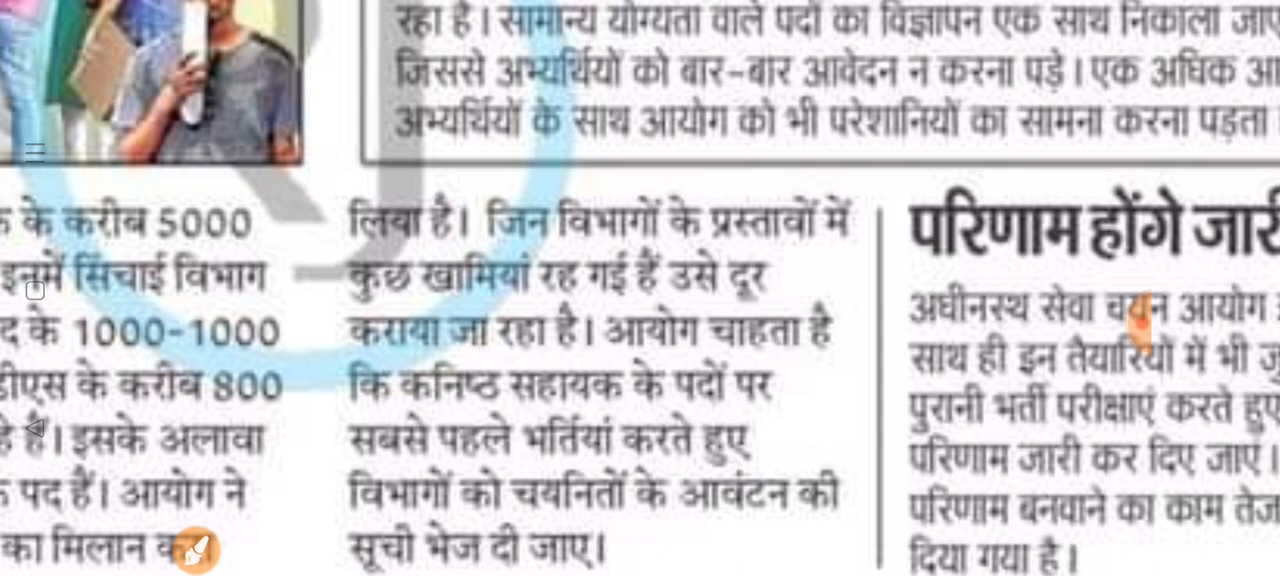 रहा है। सामान्य योग्यता वाले पदों का विज्ञापन एक साथ निकाला
जिससे अभ्यर्थियों को बार-बार आवेदन न करना पड़े। एक अधिक
अभ्यर्थियों के साथ आयोग को भी परेशानियों का सामना करना पड़ता
के करीब 5000
इनमें सिंचाई विभाग
के 1000-1000
के करीब 800
हैं। इसके अलावा
पद हैं। आयोग ने
का मिलान
लिया है। जिन विभागों के प्रस्तावों में
कुछ खामियां रह गई हैं उसे दूर
कराया जा रहा है। आयोग चाहता है
कि कनिष्ठ सहायक के पदों पर
सबसे पहले भर्तियां करते हुए
विभागों को चयनितों के आवंटन की
सूची भेज दी जाए।
परिणाम होंगे जारी
अधीनस्थ सेवा चयन आयोग
साथ ही इन तैयारियों में भी
पुरानी भर्ती परीक्षाएं करते हुए
परिणाम जारी कर दिए जाएं।
परिणाम बनवाने का काम
दिया गया है।